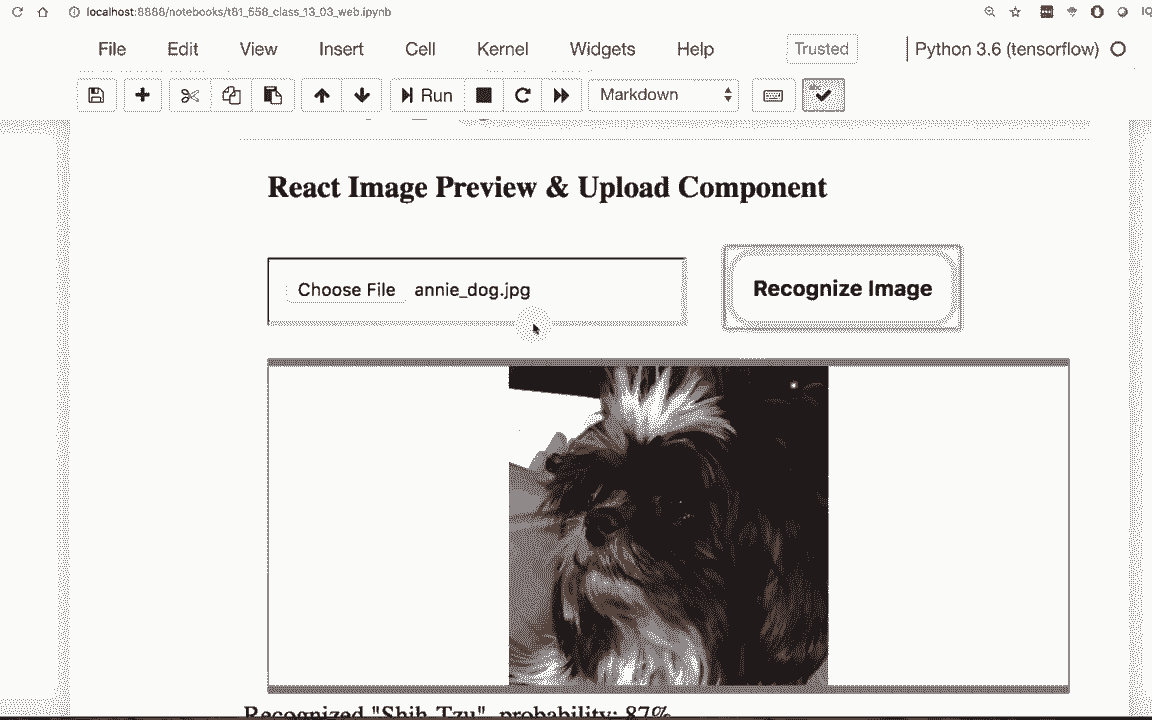 localhost:8888/notebooks/t81_558_class_13_03_web.ipynb
File Edit View Insert Cell Kernel Widgets Help Trusted Python 3.6 (tensorflow)
Run Markdown
React Image Preview & Upload Component
Choose File annie_dog.jpg Recognize Image
Recognized "Shih-Tzu", probability: 87%